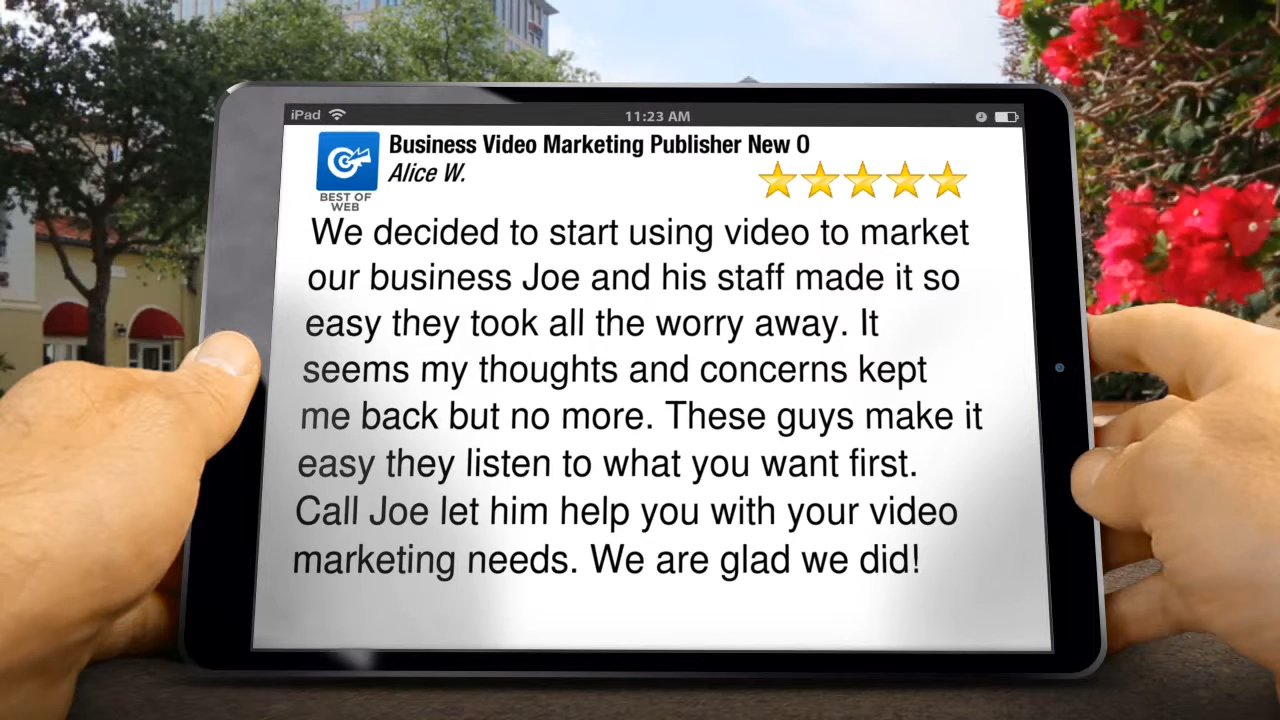 iPad 11:23 AM
Business Video Marketing Publisher New O
Alice W.
BEST OF
WEB
We decided to start using video to market
our business Joe and his staff made it so
easy they took all the worry away. It
seems my thoughts and concerns kept
me back but no more. These guys make it
easy they listen to what you want first.
Call Joe let him help you with your video
marketing needs. We are glad we did!